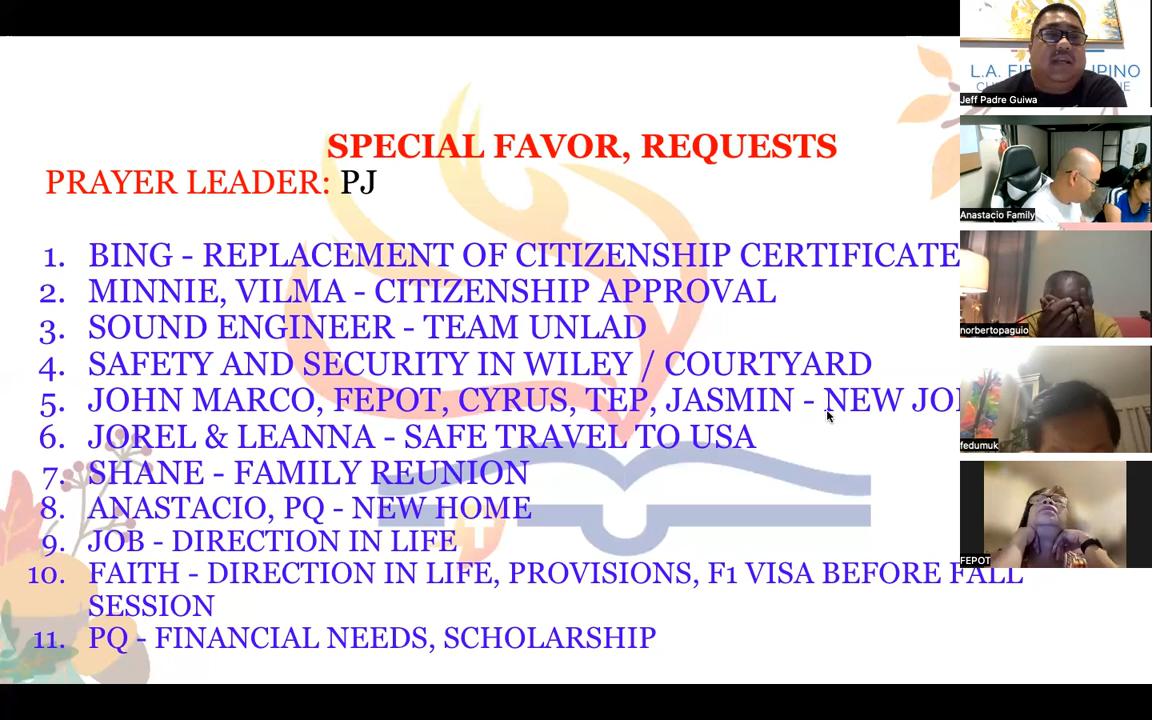 SPECIAL FAVOR, REQUESTS
PRAYER LEADER: PJ
1. BING - REPLACEMENT OF CITIZENSHIP CERTIFICATE
2. MINNIE, VILMA - CITIZENSHIP APPROVAL
3. SOUND ENGINEER - TEAM UNLAD
4. SAFETY AND SECURITY IN WILEY / COURTYARD
5. JOHN MARCO, FEPOT, CYRUS, TEP, JASMIN - NEW
6. JOREL & LEANNA - SAFE TRAVEL TO USA
7. SHANE - FAMILY REUNION
8. ANASTACIO, PQ - NEW HOME
9. JOB - DIRECTION IN LIFE
10. FAITH - DIRECTION IN LIFE, PROVISIONS, F1 VISA BEFORE FALL
SESSION
11. PQ - FINANCIAL NEEDS, SCHOLARSHIP
L.A.
Jeff Padre Guiwa
Anastacio Family
norbertopaguio
fedumuk
FEPOT